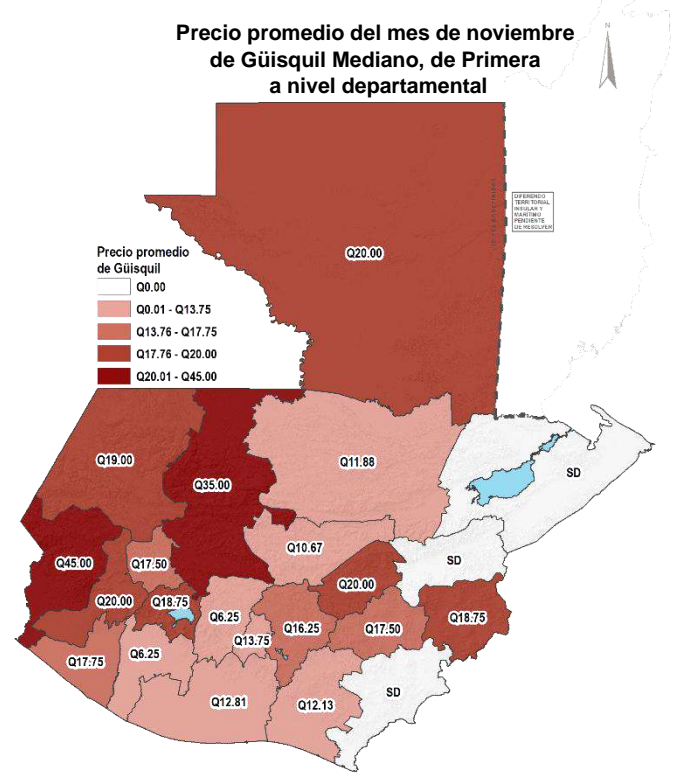 Precio promedio del mes de noviembre
de Güisquil Mediano, de Primera
a nivel departamental
N
DIFERENDO
TERRITORIAL
INSULAR Y
MARÍTIMO
PENDIENTE
DE RESOLVER
Q20.00
Precio promedio
de Güisquil
Q0.00
Q0.01 - Q13.75
Q13.76 - Q17.75
Q17.76 - Q20.00
Q20.01 - Q45.00
Q19.00
Q11.88
Q35.00
SD
Q10.67
Q45.00
Q17.50
SD
Q20.00
Q20.00
Q18.75
Q6.25
Q18.75
Q16.25
Q17.50
Q13.75
Q6.25
Q17.75
SD
Q12.81
Q12.13